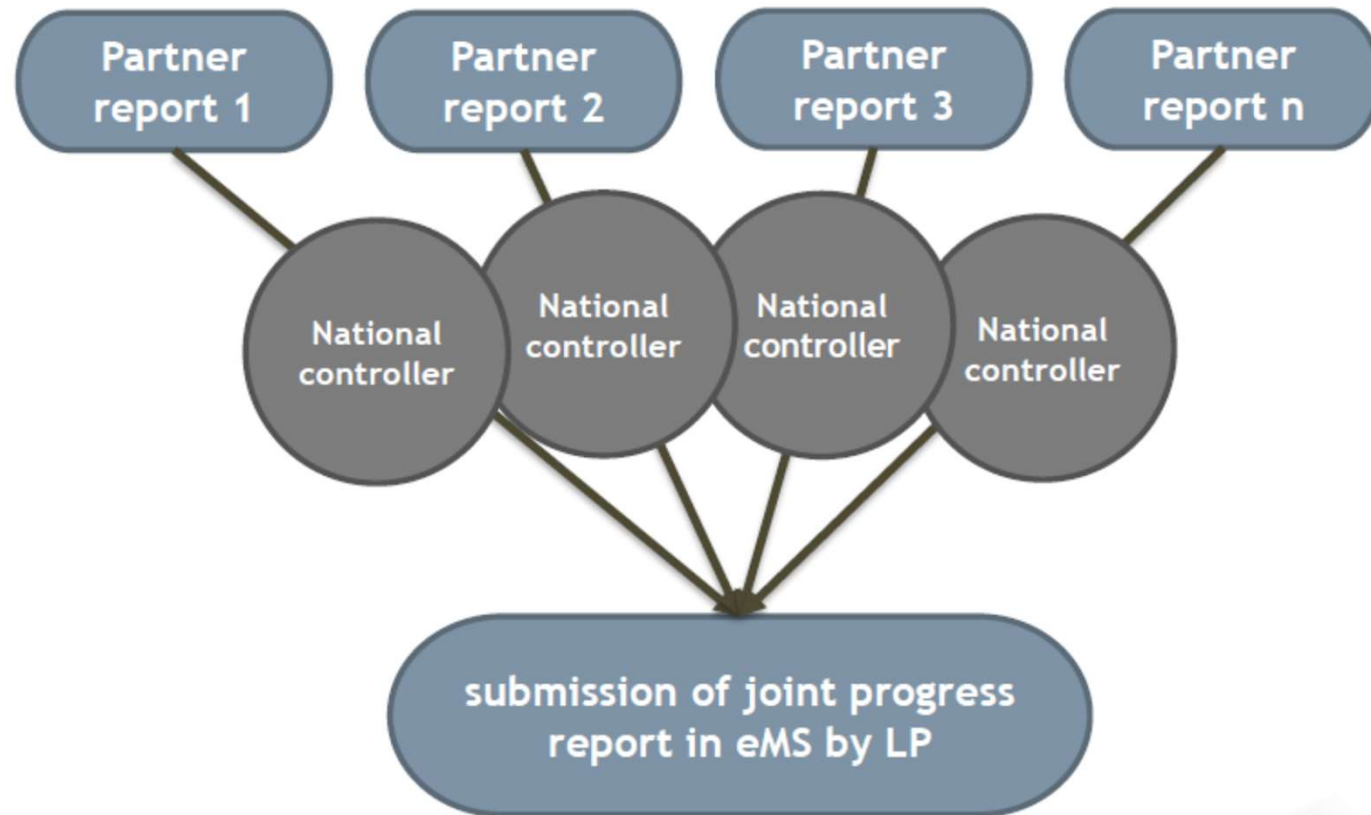 Partner
report 1
Partner
report 2
Partner
report 3
Partner
report n
National
controller
National
controller
National
controller
National
controller
submission of joint progress
report in eMS by LP